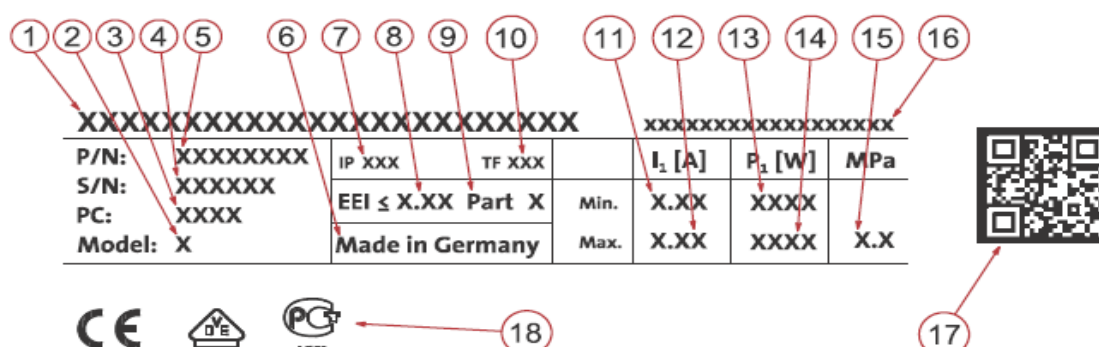 1 2 3 4 5 6 7 8 9 10 11 12 13 14 15 16
XXXXXXXXXXXXXXXXXXXXXXXXX XXXXXXXXXXXXXXXXXX
P/N: XXXXXXXX IP XXX TF XXX I1 [A] P1 [W] MPa
S/N: XXXXXX
EEI ≤ X.XX Part X Min. X.XX XXXX
PC: XXXX
Model: X Made in Germany Max. X.XX XXXX X.X
CE DVE PCT 18 17